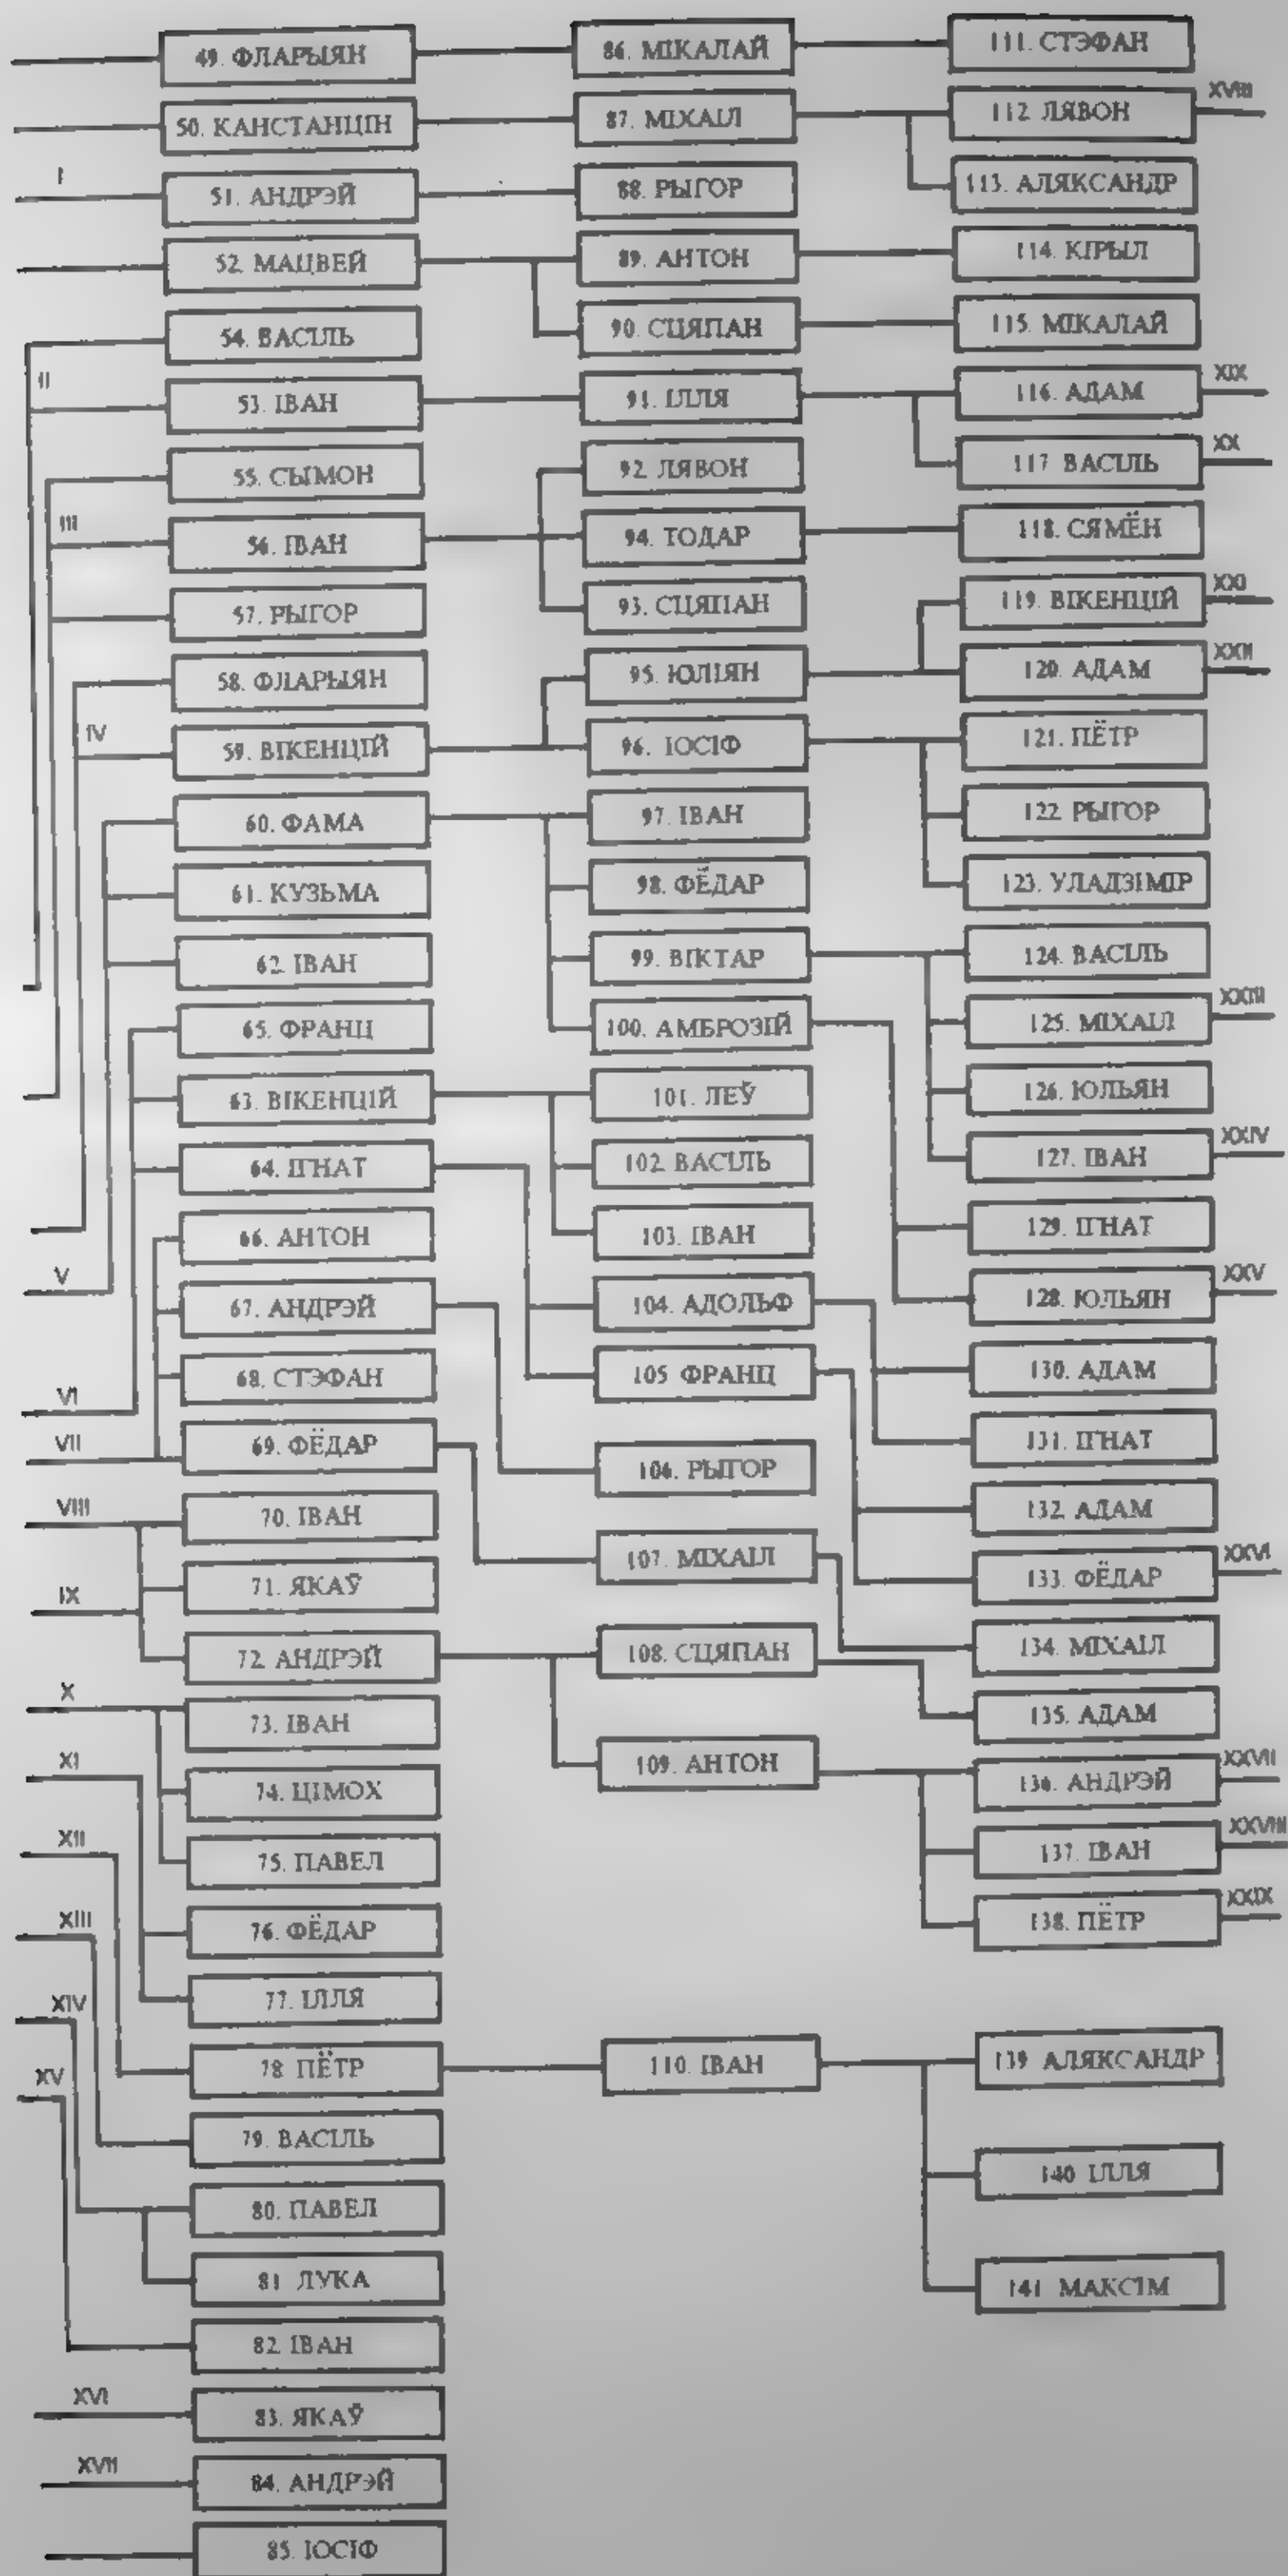 49. ФЛАРЫЯН
86. МІКАЛАЙ
111. СТЭФАН
50. КАНСТАНЦІН
87. МІХАІЛ
112. ЛЯВОН
XVIII
I
51. АНДРЭЙ
88. РЫГОР
113. АЛЯКСАНДР
52. МАЦВЕЙ
89. АНТОН
114. КІРЫЛ
54. ВАСІЛЬ
90. СЦЯПАН
115. МІКАЛАЙ
II
53. ІВАН
91. ІЛЛЯ
116. АДАМ
XIX
55. СЫМОН
92. ЛЯВОН
117. ВАСІЛЬ
XX
III
56. ІВАН
94. ТОДАР
118. СЯМЁН
57. РЫГОР
93. СЦЯПАН
119. ВІКЕНЦІЙ
XXI
58. ФЛАРЫЯН
95. ЮЛІЯН
120. АДАМ
XXII
IV
59. ВІКЕНЦІЙ
96. ІОСІФ
121. ПЁТР
60. ФАМА
97. ІВАН
122. РЫГОР
61. КУЗЬМА
98. ФЁДАР
123. УЛАДЗІМІР
62. ІВАН
99. ВІКТАР
124. ВАСІЛЬ
65. ФРАНЦ
100. АМБРОЗІЙ
125. МІХАІЛ
XXIII
63. ВІКЕНЦІЙ
101. ЛЕЎ
126. ЮЛЬЯН
64. ІГНАТ
102. ВАСІЛЬ
127. ІВАН
XXIV
66. АНТОН
103. ІВАН
129. ІГНАТ
V
67. АНДРЭЙ
104. АДОЛЬФ
128. ЮЛЬЯН
XXV
68. СТЭФАН
105 ФРАНЦ
130. АДАМ
VI
VII
69. ФЁДАР
106. РЫГОР
131. ІГНАТ
VIII
70. ІВАН
132. АДАМ
IX
71. ЯКАЎ
107. МІХАІЛ
133. ФЁДАР
XXVI
72. АНДРЭЙ
108. СЦЯПАН
134. МІХАІЛ
X
73. ІВАН
135. АДАМ
XI
74. ЦІМОХ
109. АНТОН
136. АНДРЭЙ
XXVII
XII
75. ПАВЕЛ
137. ІВАН
XXVIII
XIII
76. ФЁДАР
138. ПЁТР
XXIX
77. ІЛЛЯ
XIV
78 ПЁТР
110. ІВАН
139 АЛЯКСАНДР
XV
79. ВАСІЛЬ
140. ІЛЛЯ
80. ПАВЕЛ
81 ЛУКА
141 МАКСІМ
82. ІВАН
XVI
83. ЯКАЎ
XVII
84. АНДРЭЙ
85. ІОСІФ